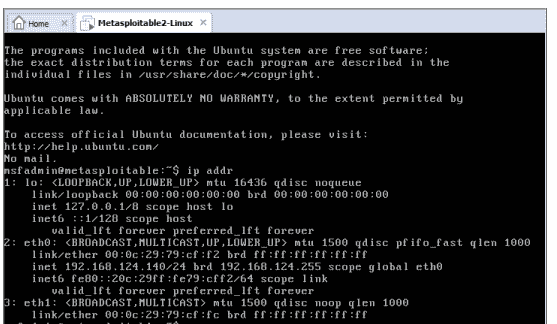 Home × Metasploitable2-Linux ×
The programs included with the Ubuntu system are free software;
the exact distribution terms for each program are described in the
individual files in /usr/share/doc/*/copyright.
Ubuntu comes with ABSOLUTELY NO WARRANTY, to the extent permitted by
applicable law.
To access official Ubuntu documentation, please visit:
http://help.ubuntu.com/
No mail.
msfadmin@metasploitable:~$ ip addr
1: lo: <LOOPBACK,UP,LOWER_UP> mtu 16436 qdisc noqueue
link/loopback 00:00:00:00:00:00 brd 00:00:00:00:00:00
inet 127.0.0.1/8 scope host lo
inet6 ::1/128 scope host
valid_lft forever preferred_lft forever
2: eth0: <BROADCAST,MULTICAST,UP,LOWER_UP> mtu 1500 qdisc pfifo_fast qlen 1000
link/ether 00:0c:29:79:cf:f2 brd ff:ff:ff:ff:ff:ff
inet 192.168.124.140/24 brd 192.168.124.255 scope global eth0
inet6 fe80::20c:29ff:fe79:cff2/64 scope link
valid_lft forever preferred_lft forever
3: eth1: <BROADCAST,MULTICAST> mtu 1500 qdisc noop qlen 1000
link/ether 00:0c:29:79:cf:fc brd ff:ff:ff:ff:ff:ff